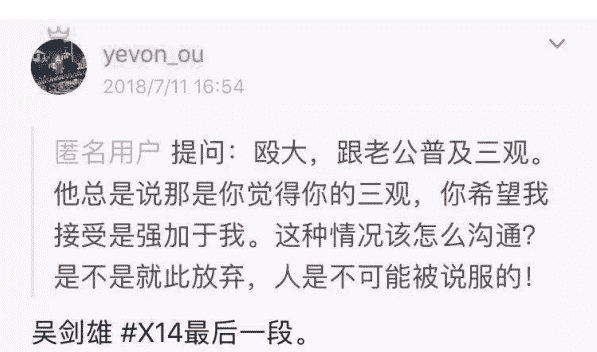 yevon_ou
2018/7/11 16:54
匿名用户 提问：殴大，跟老公普及三观。
他总是说那是你觉得你的三观，你希望我
接受是强加于我。这种情况该怎么沟通？
是不是就此放弃，人是不可能被说服的！
吴剑雄 #X14最后一段。